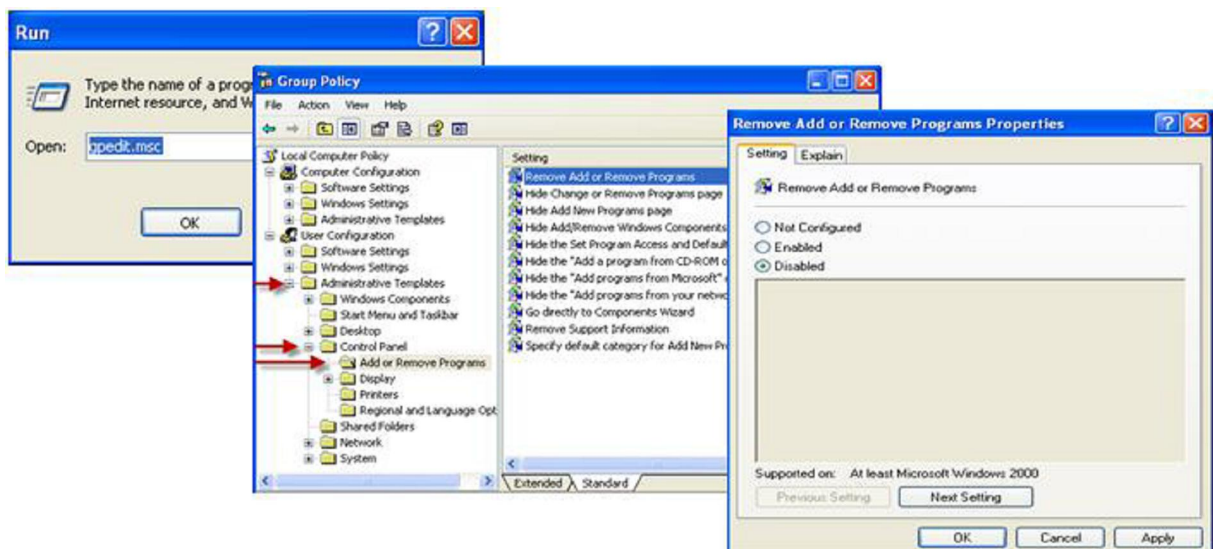 Run
Type the name of a prog
Internet resource, and W
Open:
gpedit.msc
OK
Group Policy
File Action View Help
Local Computer Policy
Computer Configuration
Software Settings
Windows Settings
Administrative Templates
User Configuration
Software Settings
Windows Settings
Administrative Templates
Windows Components
Start Menu and Taskbar
Desktop
Control Panel
Add or Remove Programs
Display
Printers
Regional and Language Opt
Shared Folders
Network
System
Setting
Remove Add or Remove Programs
Hide Change or Remove Programs page
Hide Add New Programs page
Hide Add/Remove Windows Components
Hide the Set Program Access and Default
Hide the "Add a program from CD-ROM o
Hide the "Add programs from Microsoft"
Hide the "Add programs from your netwo
Go directly to Components Wizard
Remove Support Information
Specify default category for Add New Pr
Extended Standard
Remove Add or Remove Programs Properties
Setting Explain
Remove Add or Remove Programs
Not Configured
Enabled
Disabled
Supported on: At least Microsoft Windows 2000
Previous Setting Next Setting
OK Cancel Apply